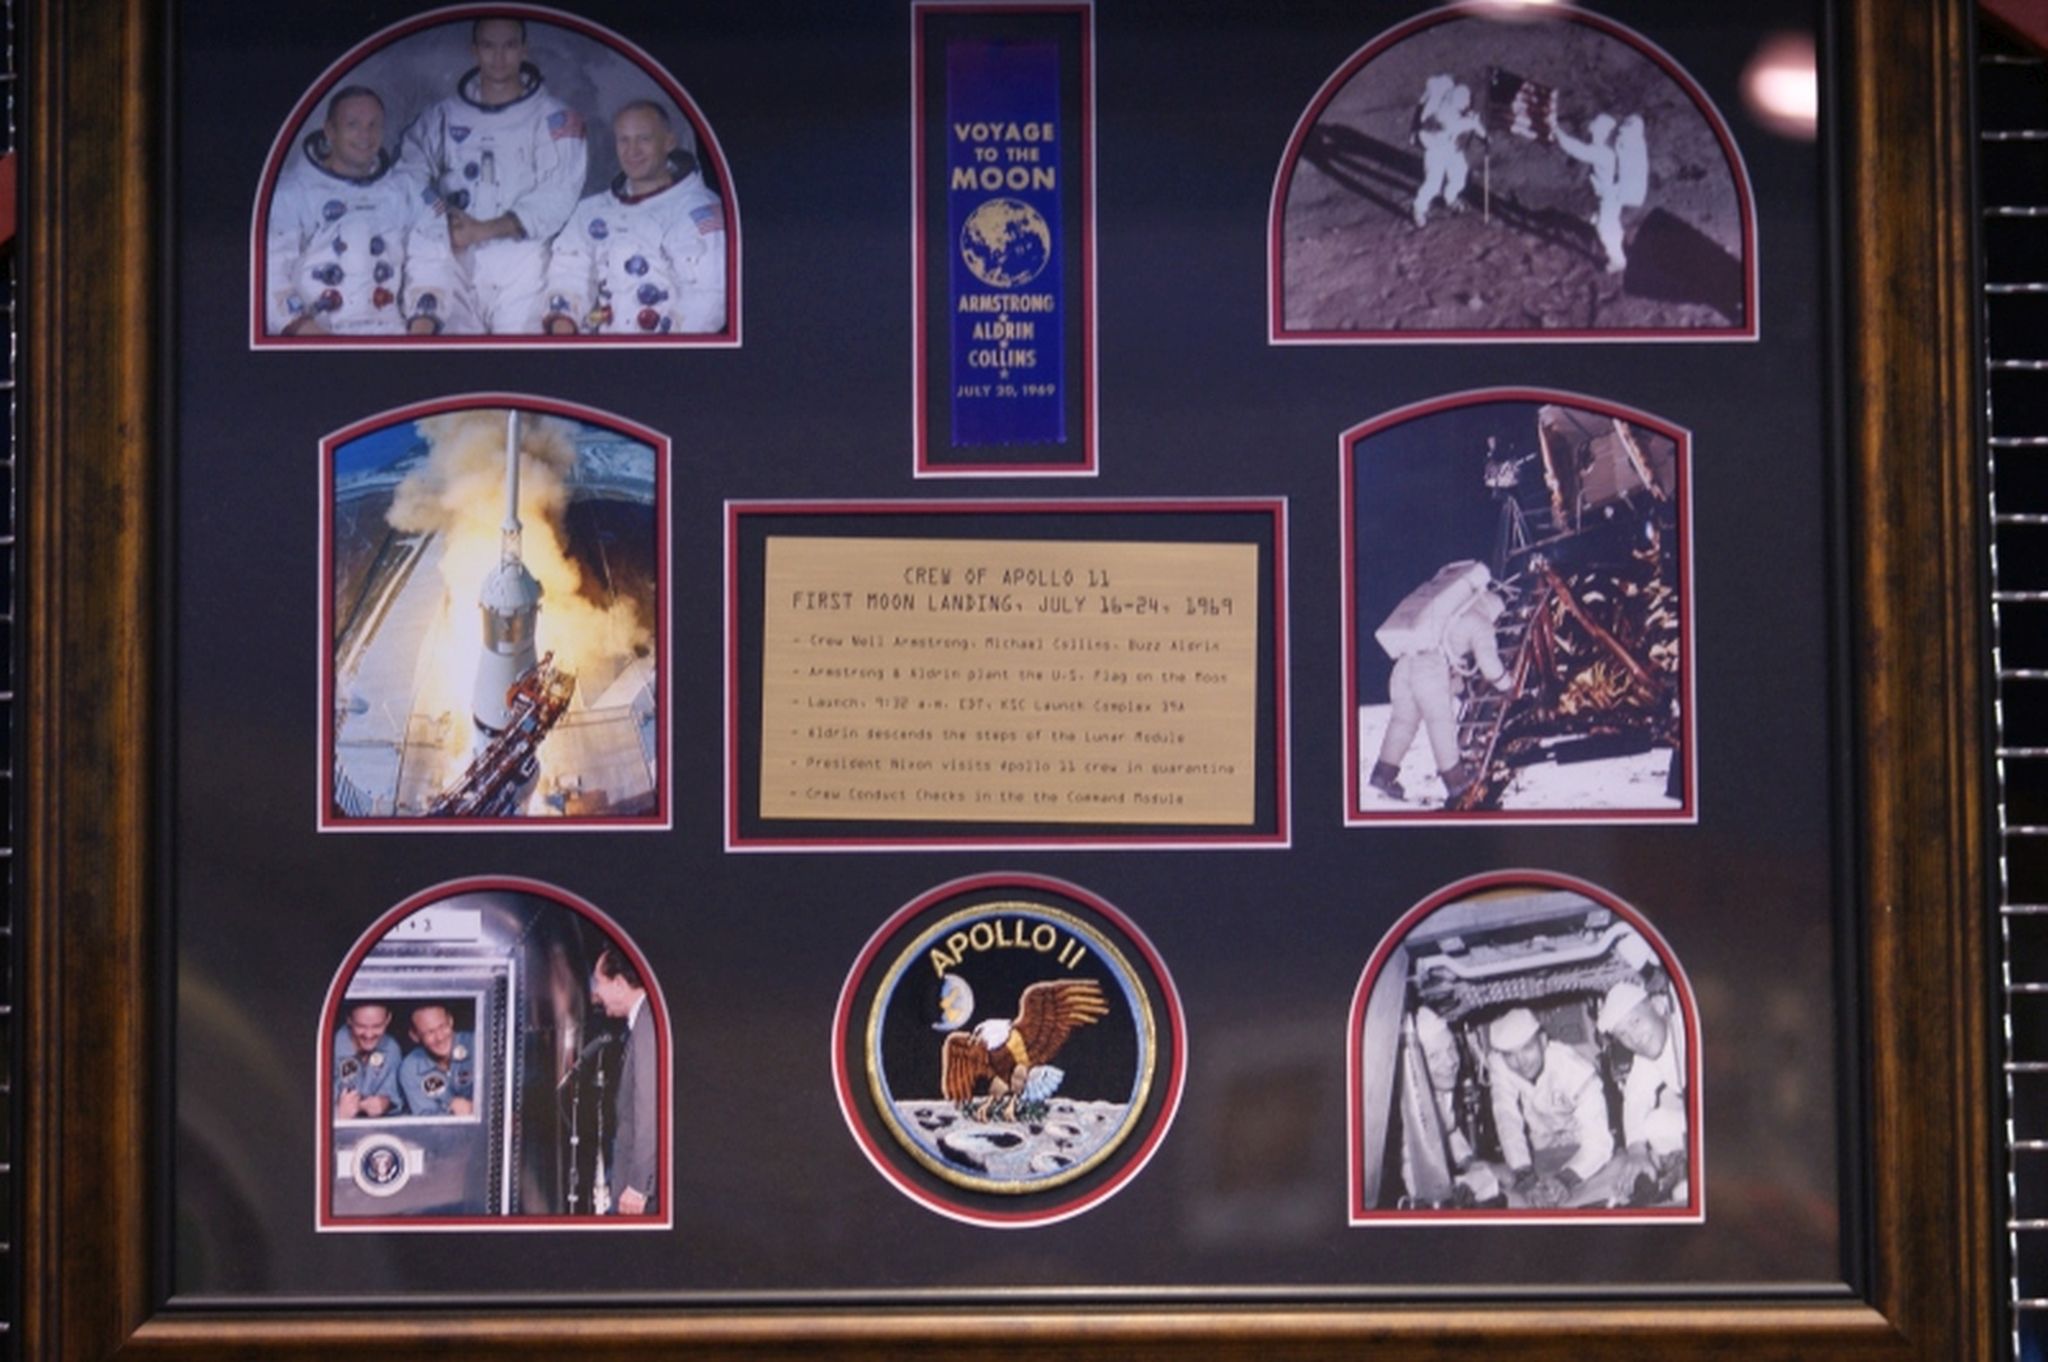 VOYAGE
TO THE
MOON
ARMSTRONG
ALDRIN
COLLINS
JULY 20, 1969
CREW OF APOLLO 11
FIRST MOON LANDING, JULY 16-24, 1969
- Crew Neil Armstrong, Michael Collins, Buzz Aldrin
- Armstrong & Aldrin plant the U.S. Flag on the Moon
- Launch, 9:32 a.m. EDT, KSC Launch Complex 39A
- Aldrin descends the steps of the Lunar Module
- President Nixon visits Apollo 11 crew in quarantine
- Crew Conduct Checks in the the Command Module
+ 3
APOLLO 11